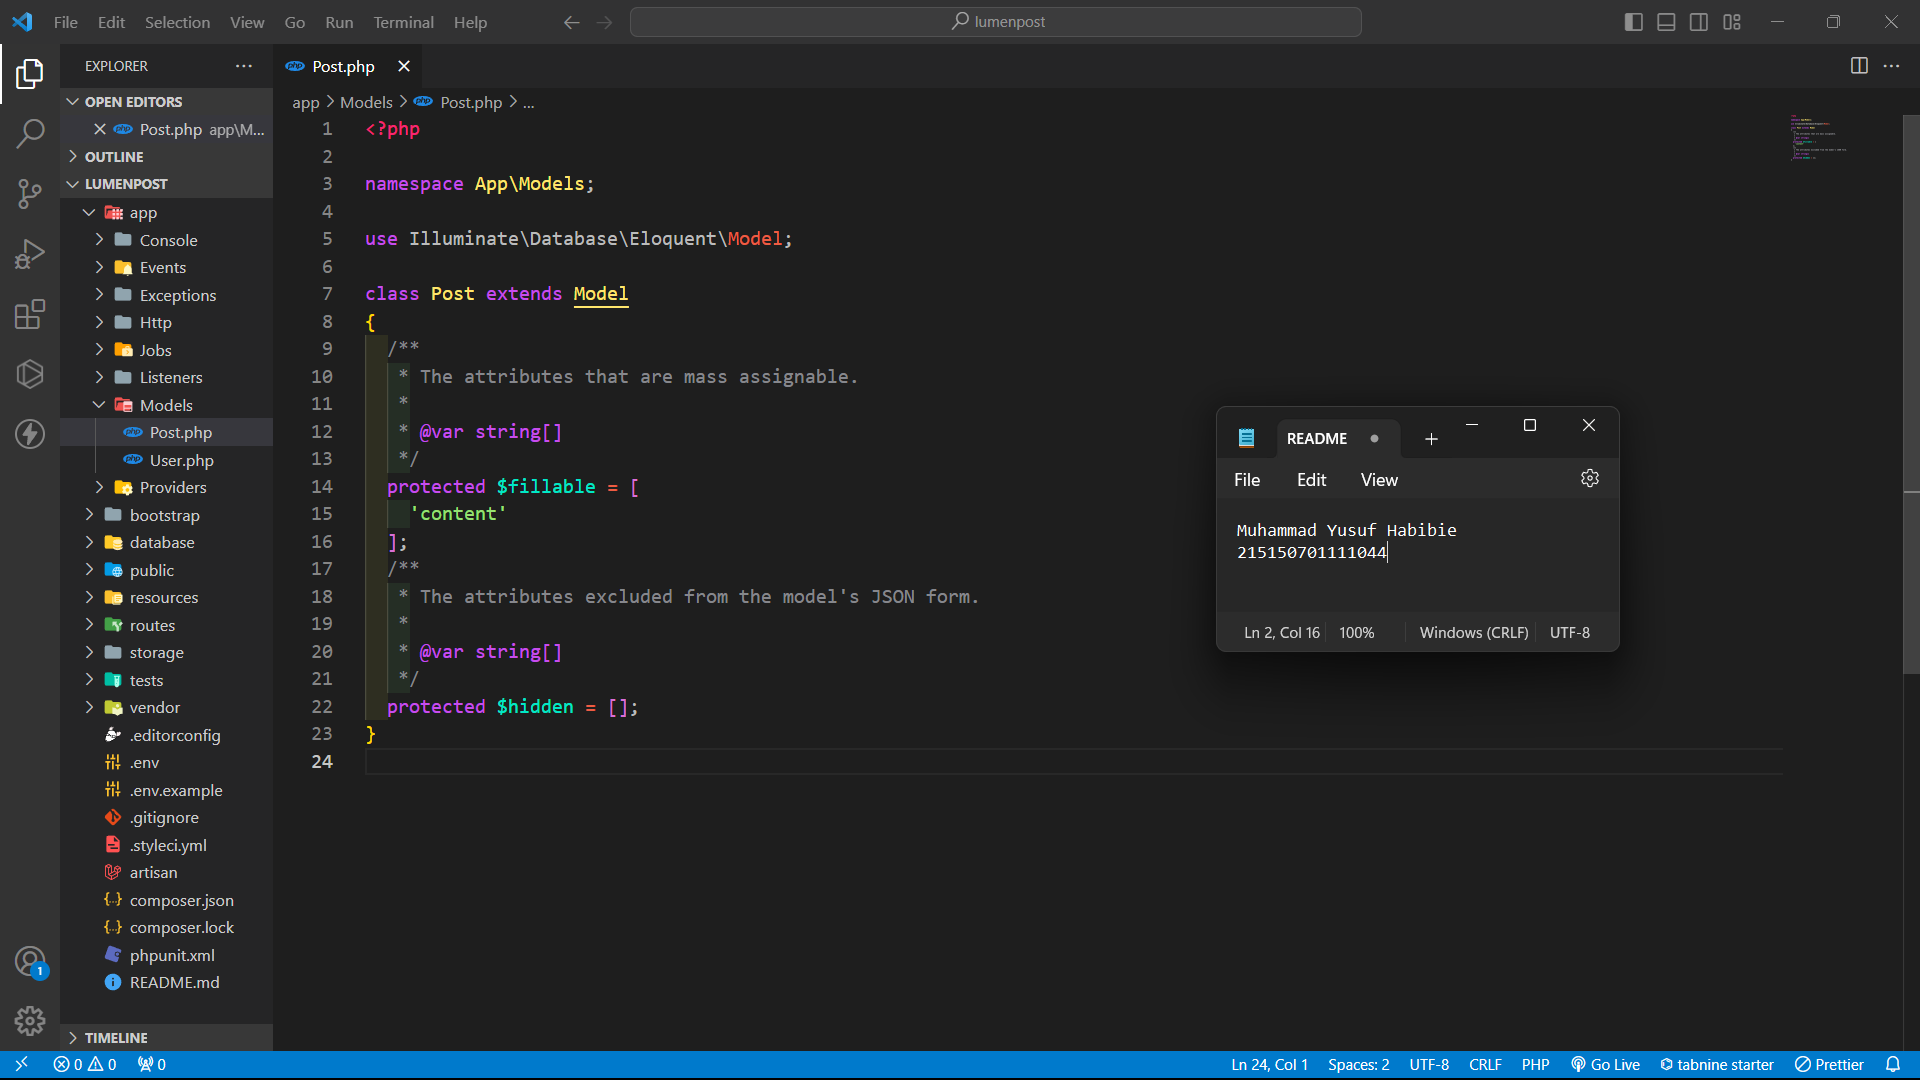 File Edit Selection View Go Run Terminal Help
lumenpost
EXPLORER
Post.php
OPEN EDITORS
Post.php app\M...
OUTLINE
LUMENPOST
app
Console
Events
Exceptions
Http
Jobs
Listeners
Models
Post.php
User.php
Providers
bootstrap
database
public
resources
routes
storage
tests
vendor
.editorconfig
.env
.env.example
.gitignore
.styleci.yml
artisan
composer.json
composer.lock
phpunit.xml
README.md
TIMELINE
app > Models > Post.php > ...
1 <?php
2
3 namespace App\Models;
4
5 use Illuminate\Database\Eloquent\Model;
6
7 class Post extends Model
8 {
9 /**
10 * The attributes that are mass assignable.
11 *
12 * @var string[]
13 */
14 protected $fillable = [
15 'content'
16 ];
17 /**
18 * The attributes excluded from the model's JSON form.
19 *
20 * @var string[]
21 */
22 protected $hidden = [];
23 }
24
README
File Edit View
Muhammad Yusuf Habibie
215150701111044
Ln 2, Col 16 100% Windows (CRLF) UTF-8
1
0 0 0 Ln 24, Col 1 Spaces: 2 UTF-8 CRLF PHP Go Live tabnine starter Prettier